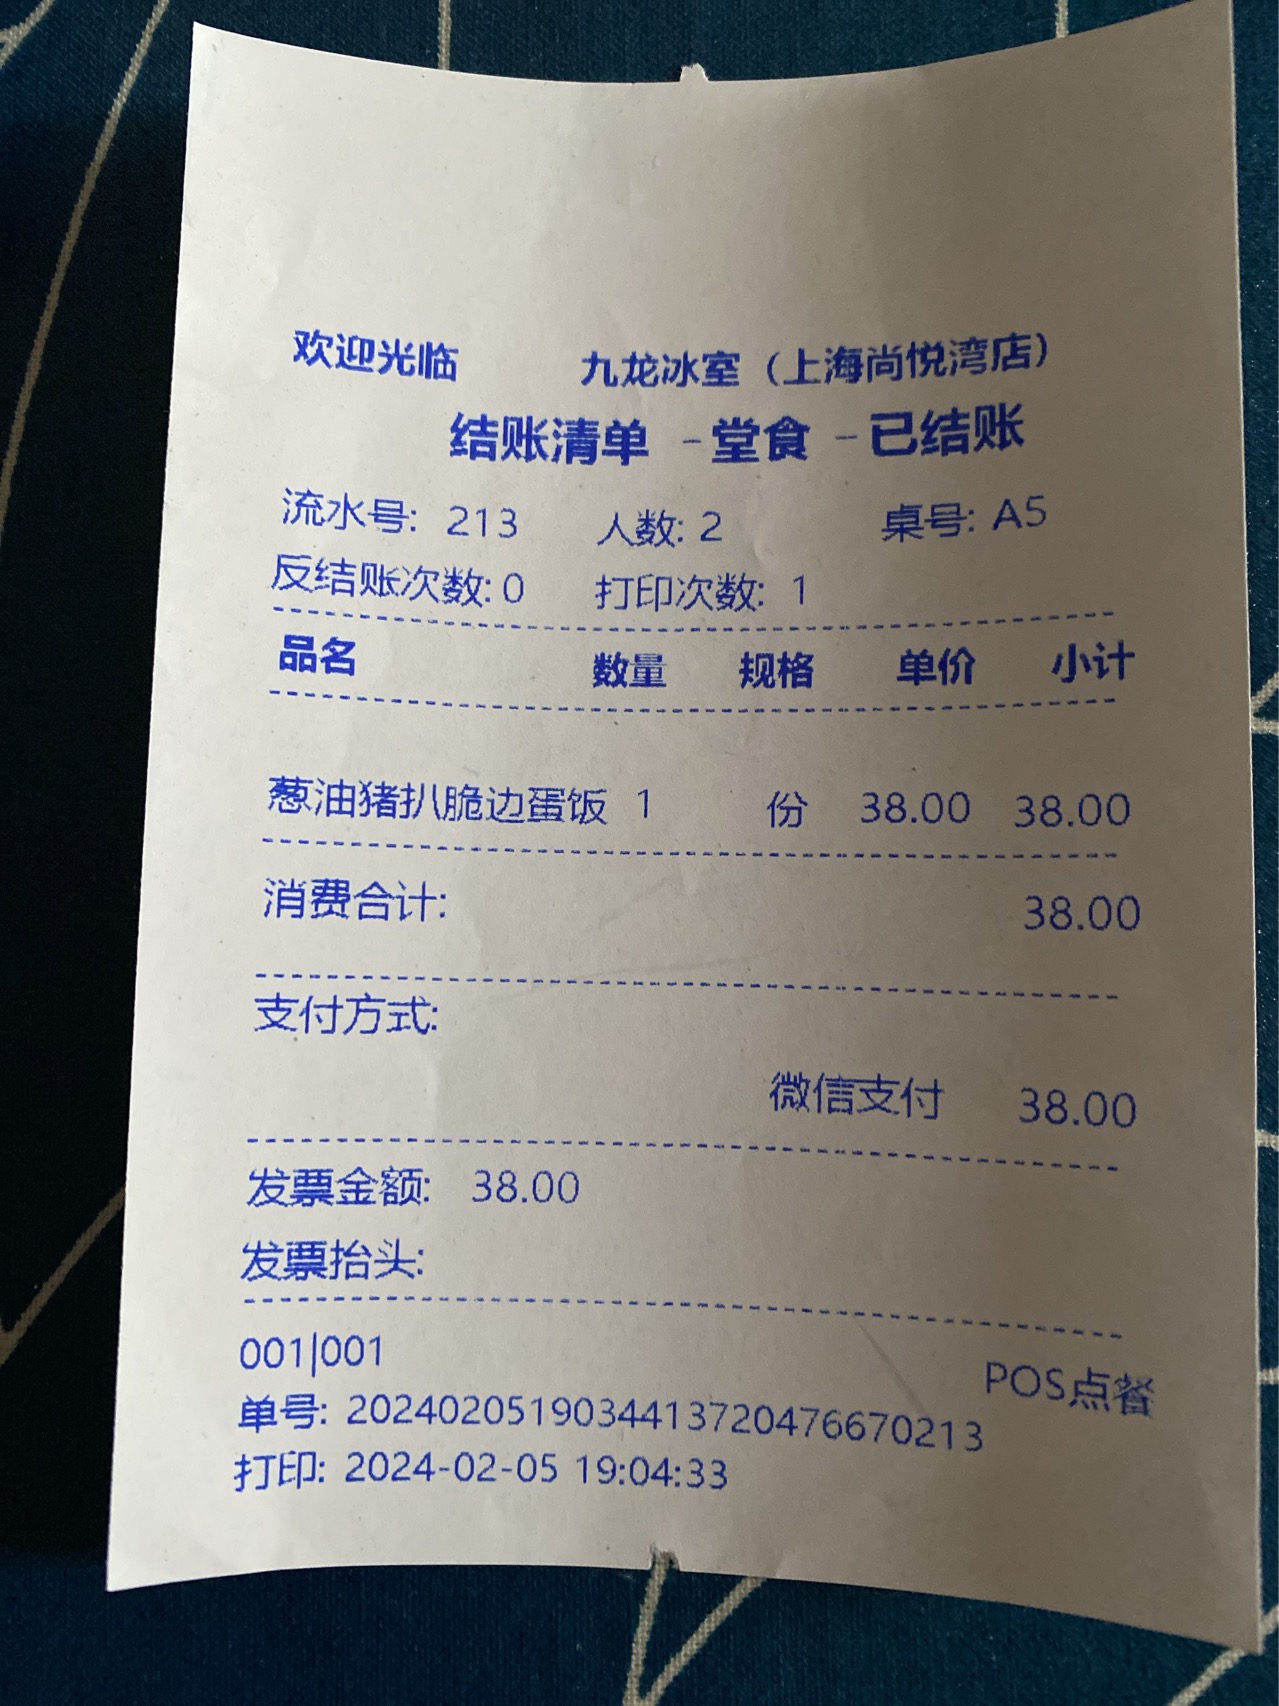 欢迎光临 九龙冰室（上海尚悦湾店）
结账清单 -堂食 -已结账
流水号: 213 人数: 2 桌号: A5
反结账次数: 0 打印次数: 1
品名 数量 规格 单价 小计
葱油猪扒脆边蛋饭 1 份 38.00 38.00
消费合计: 38.00
支付方式:
微信支付 38.00
发票金额: 38.00
发票抬头:
001|001
POS点餐
单号: 2024020519034413720476670213
打印: 2024-02-05 19:04:33